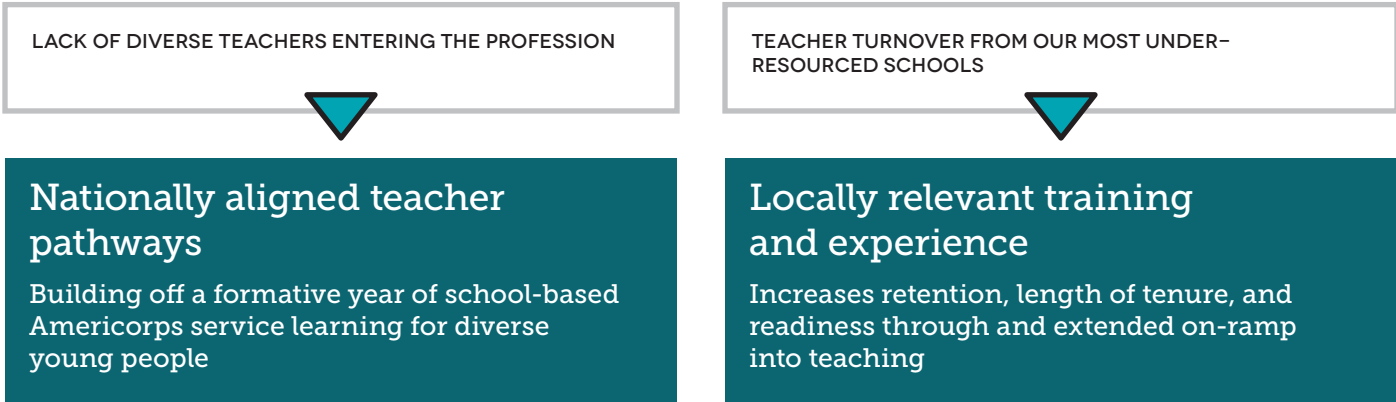 LACK OF DIVERSE TEACHERS ENTERING THE PROFESSION
Nationally aligned teacher
pathways
Building off a formative year of school-based
Americorps service learning for diverse
young people
TEACHER TURNOVER FROM OUR MOST UNDER–
RESOURCED SCHOOLS
Locally relevant training
and experience
Increases retention, length of tenure, and
readiness through and extended on-ramp
into teaching